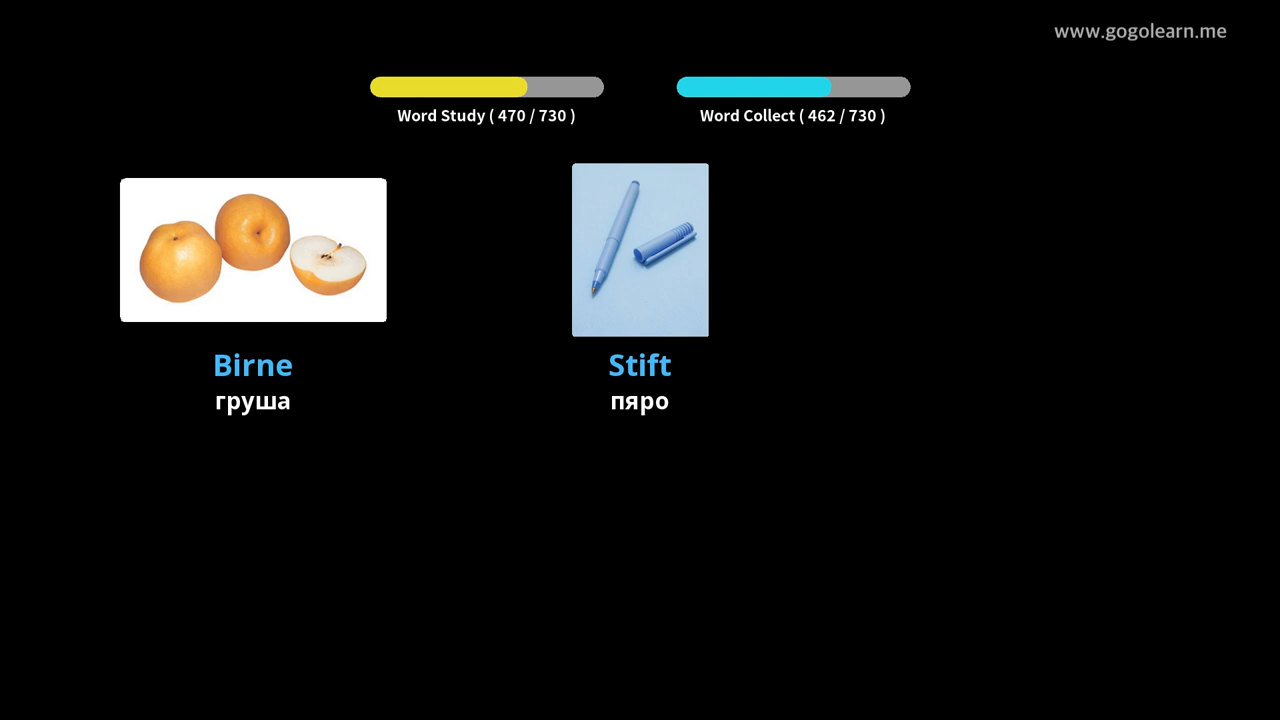 www.gogolearn.me
Word Study ( 470 / 730 )
Word Collect ( 462 / 730 )
Birne
груша
Stift
пяро